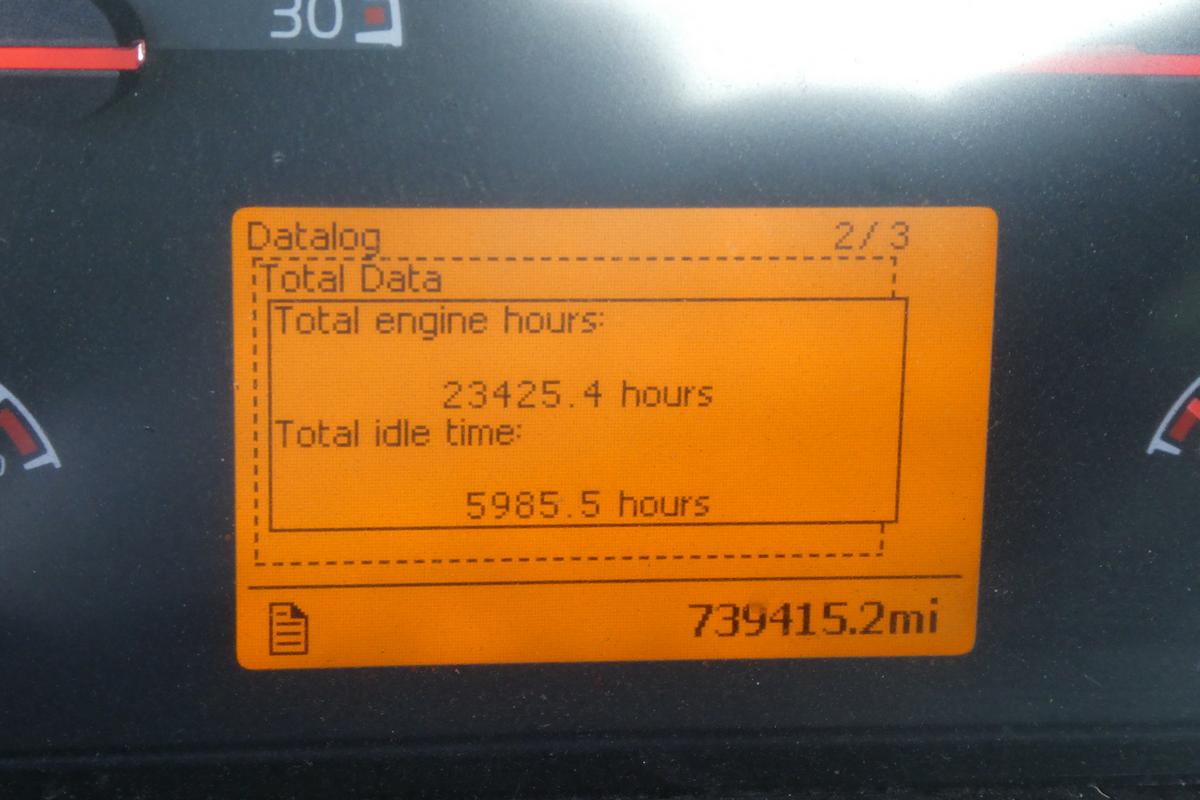 30
Datalog 2/3
Total Data
Total engine hours:
23425.4 hours
Total idle time:
5985.5 hours
739415.2mi